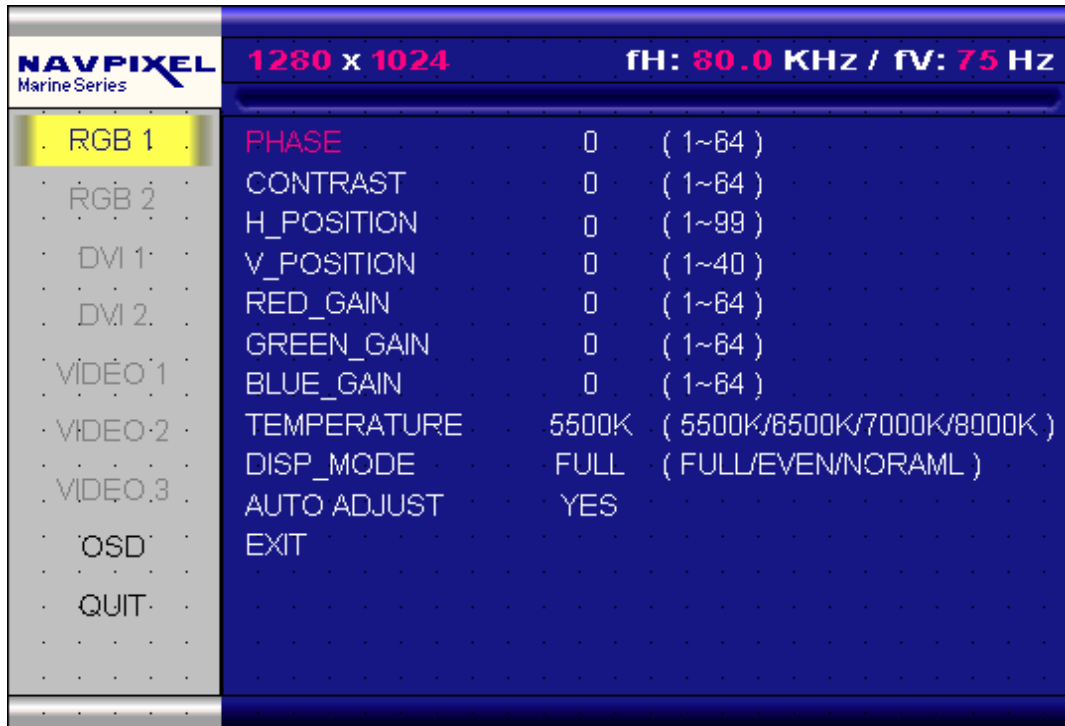 NAVPIXEL
Marine Series
1280 x 1024 fH: 80.0 KHz / fV: 75 Hz
RGB 1
RGB 2
DVI 1
DVI 2
VIDEO 1
VIDEO 2
VIDEO 3
OSD
QUIT
PHASE 0 ( 1~64 )
CONTRAST 0 ( 1~64 )
H_POSITION 0 ( 1~99 )
V_POSITION 0 ( 1~40 )
RED_GAIN 0 ( 1~64 )
GREEN_GAIN 0 ( 1~64 )
BLUE_GAIN 0 ( 1~64 )
TEMPERATURE 5500K ( 5500K/6500K/7000K/8000K )
DISP_MODE FULL ( FULL/EVEN/NORAML )
AUTO ADJUST YES
EXIT